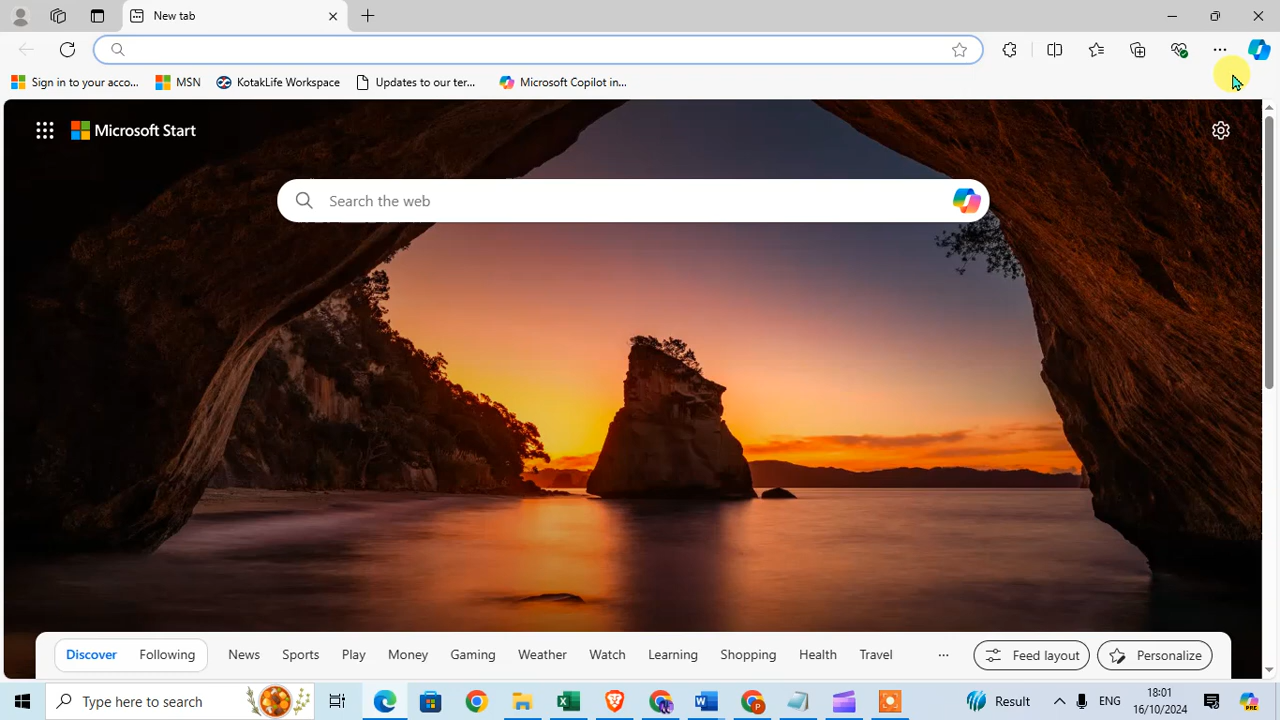 New tab
Sign in to your acco...
MSN
KotakLife Workspace
Updates to our ter...
Microsoft Copilot in...
Microsoft Start
Search the web
Discover
Following
News
Sports
Play
Money
Gaming
Weather
Watch
Learning
Shopping
Health
Travel
...
Feed layout
Personalize
Type here to search
Result
ENG
18:01
16/10/2024
PRE